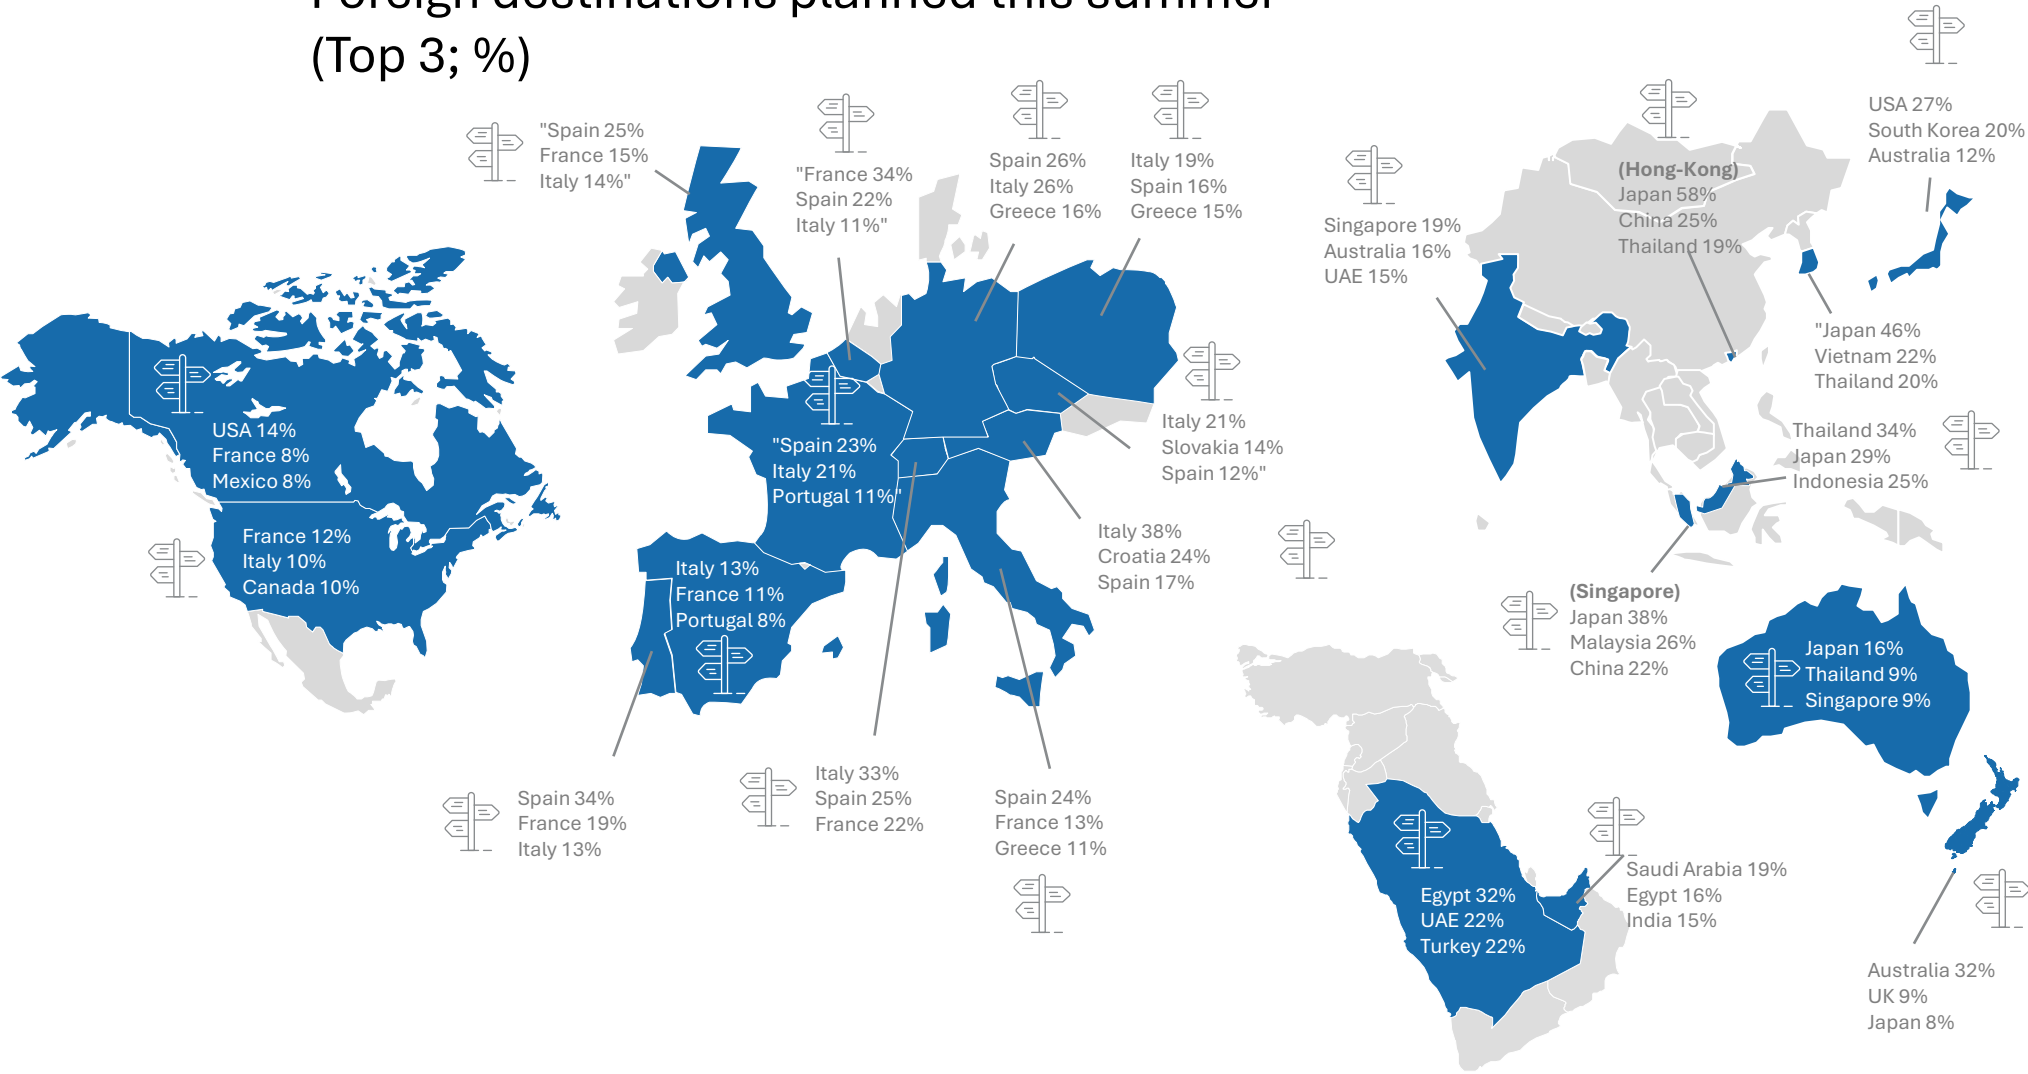 Foreign destinations planned this summer
(Top 3; %)
"Spain 25%
France 15%
Italy 14%"
"France 34%
Spain 22%
Italy 11%"
Spain 26%
Italy 26%
Greece 16%
Italy 19%
Spain 16%
Greece 15%
Singapore 19%
Australia 16%
UAE 15%
(Hong-Kong)
Japan 58%
China 25%
Thailand 19%
USA 27%
South Korea 20%
Australia 12%
"Japan 46%
Vietnam 22%
Thailand 20%
USA 14%
France 8%
Mexico 8%
"Spain 23%
Italy 21%
Portugal 11%"
Italy 21%
Slovakia 14%
Spain 12%"
Thailand 34%
Japan 29%
Indonesia 25%
France 12%
Italy 10%
Canada 10%
Italy 13%
France 11%
Portugal 8%
Italy 38%
Croatia 24%
Spain 17%
(Singapore)
Japan 38%
Malaysia 26%
China 22%
Japan 16%
Thailand 9%
Singapore 9%
Spain 34%
France 19%
Italy 13%
Italy 33%
Spain 25%
France 22%
Spain 24%
France 13%
Greece 11%
Egypt 32%
UAE 22%
Turkey 22%
Saudi Arabia 19%
Egypt 16%
India 15%
Australia 32%
UK 9%
Japan 8%